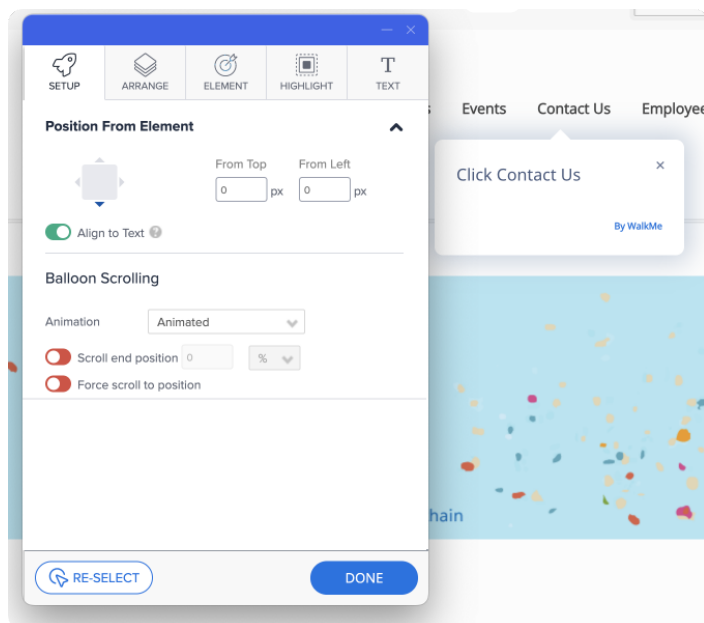 SETUP
ARRANGE
ELEMENT
HIGHLIGHT
T
TEXT
Events
Contact Us
Employee
Position From Element
From Top
From Left
0
px
0
px
Align to Text ?
Click Contact Us
×
By WalkMe
Balloon Scrolling
Animation
Animated
Scroll end position 0 %
Force scroll to position
hain
RE-SELECT
DONE